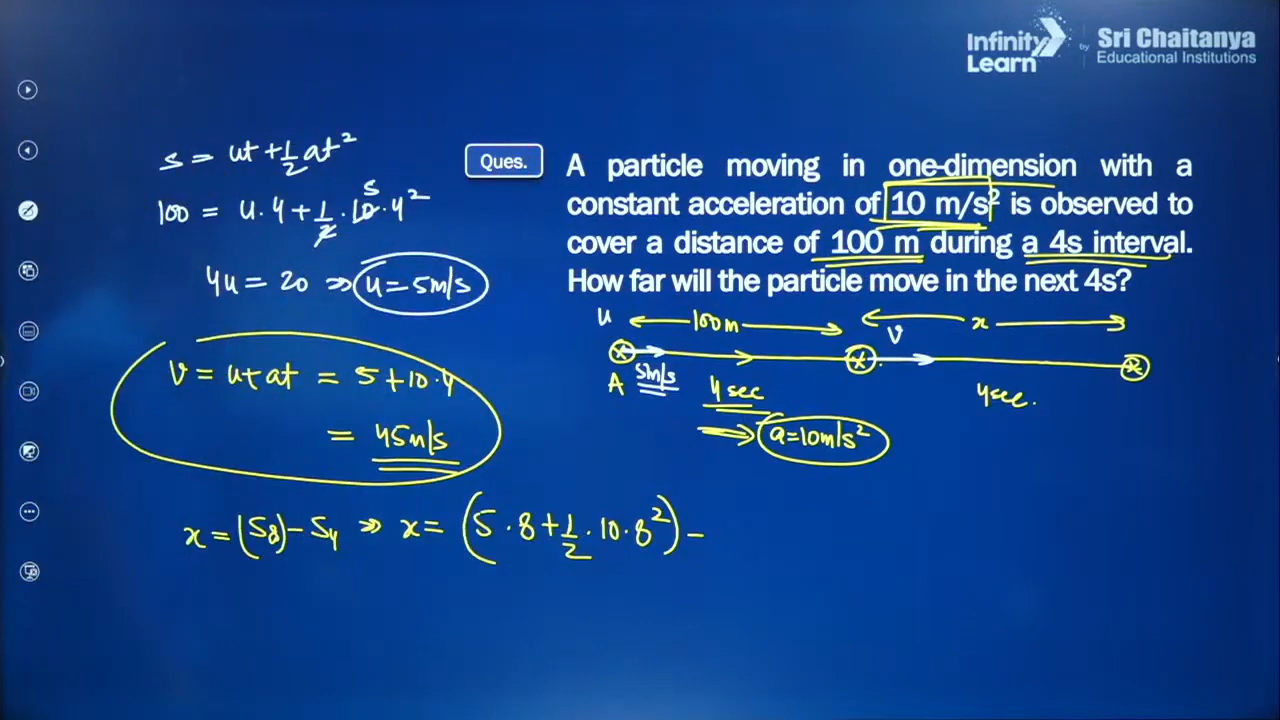 Infinity Learn by Sri Chaitanya Educational Institutions
Ques. A particle moving in one-dimension with a
constant acceleration of 10 m/s² is observed to
cover a distance of 100 m during a 4s interval.
How far will the particle move in the next 4s?
s = ut + 1/2 at²
100 = u·4 + 1/2 · 10 · 4²
5
4u = 20 ⇒ u = 5m/s
v = u + at = 5 + 10·4
= 45m/s
u
100m
v
x
A
5m/s
4sec
4sec.
a=10m/s²
x = (S₈) - S₄ ⇒ x = (5·8 + 1/2 · 10 · 8²) -